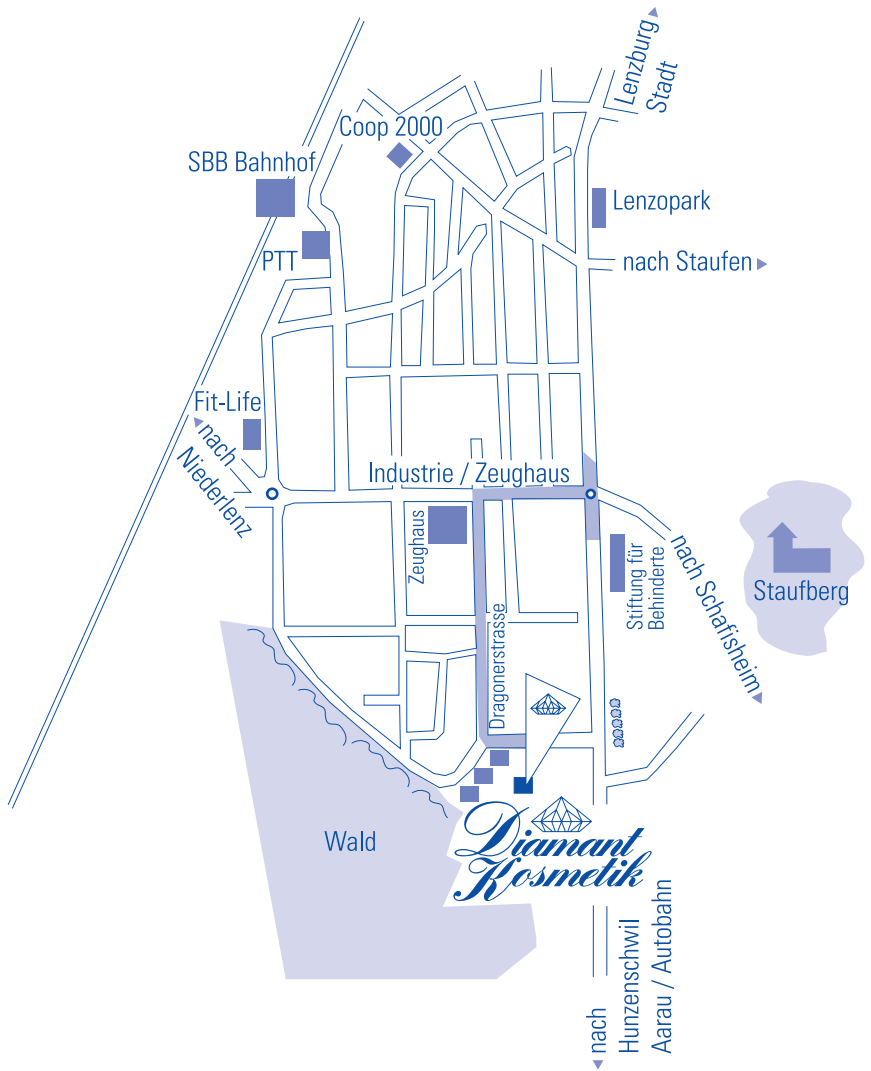 Lenzburg
Stadt
Coop 2000
SBB Bahnhof
Lenzopark
PTT
nach Staufen
Fit-Life
nach
Niederlenz
Industrie / Zeughaus
Zeughaus
Stiftung für
Behinderte
nach Schafisheim
Staufberg
Dragonerstrasse
Wald
Diamant
Kosmetik
nach
Hunzenschwil
Aarau / Autobahn